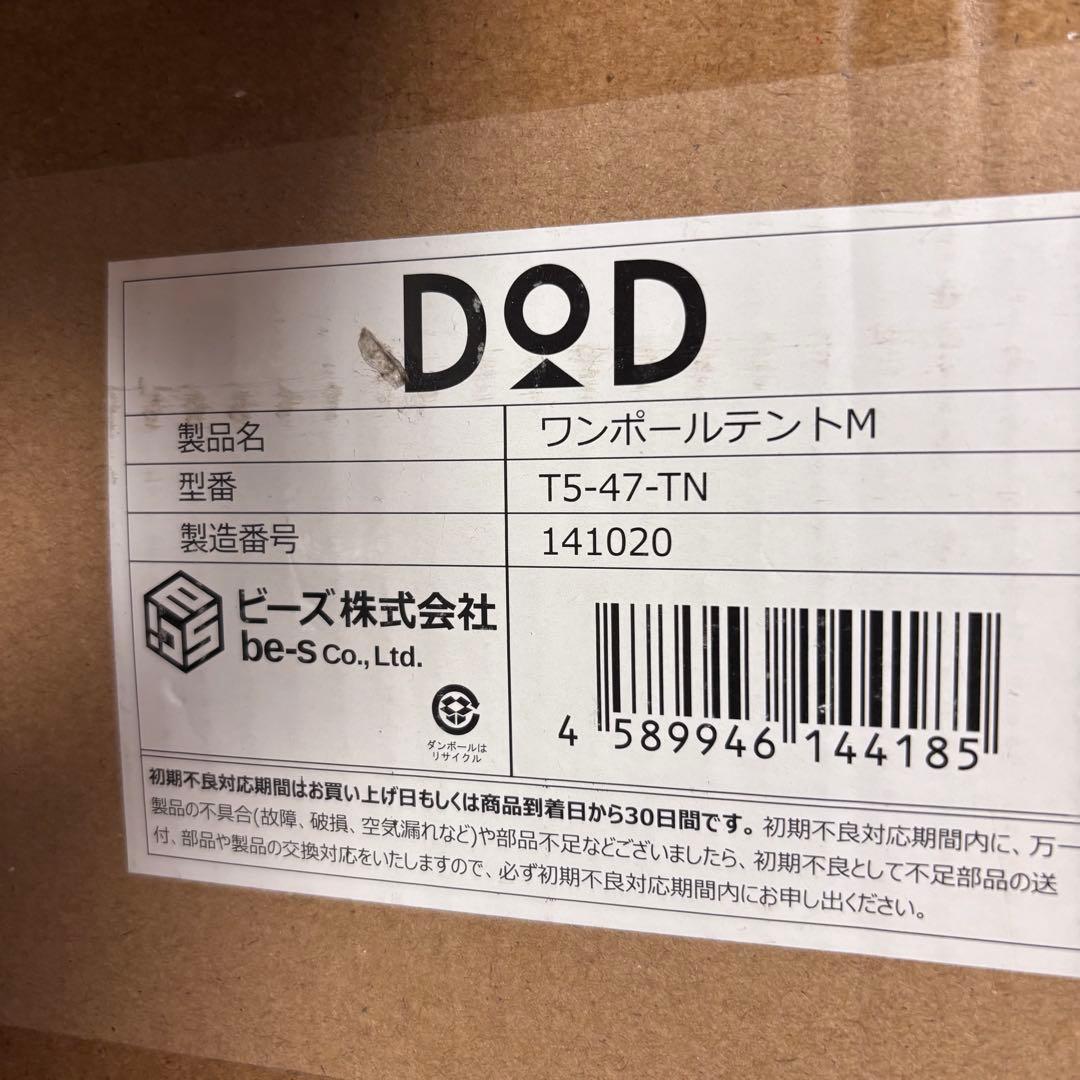 DOD
製品名 ワンポールテントM
型番 T5-47-TN
製造番号 141020
ビーズ株式会社
be-s Co., Ltd.
ダンボールは
リサイクル
4 589946 144185
初期不良対応期間はお買い上げ日もしくは商品到着日から30日間です。初期不良対応期間内に、万一
製品の不具合(故障、破損、空気漏れなど)や部品不足などございましたら、初期不良として不足部品の送
付、部品や製品の交換対応をいたしますので、必ず初期不良対応期間内にお申し出ください。